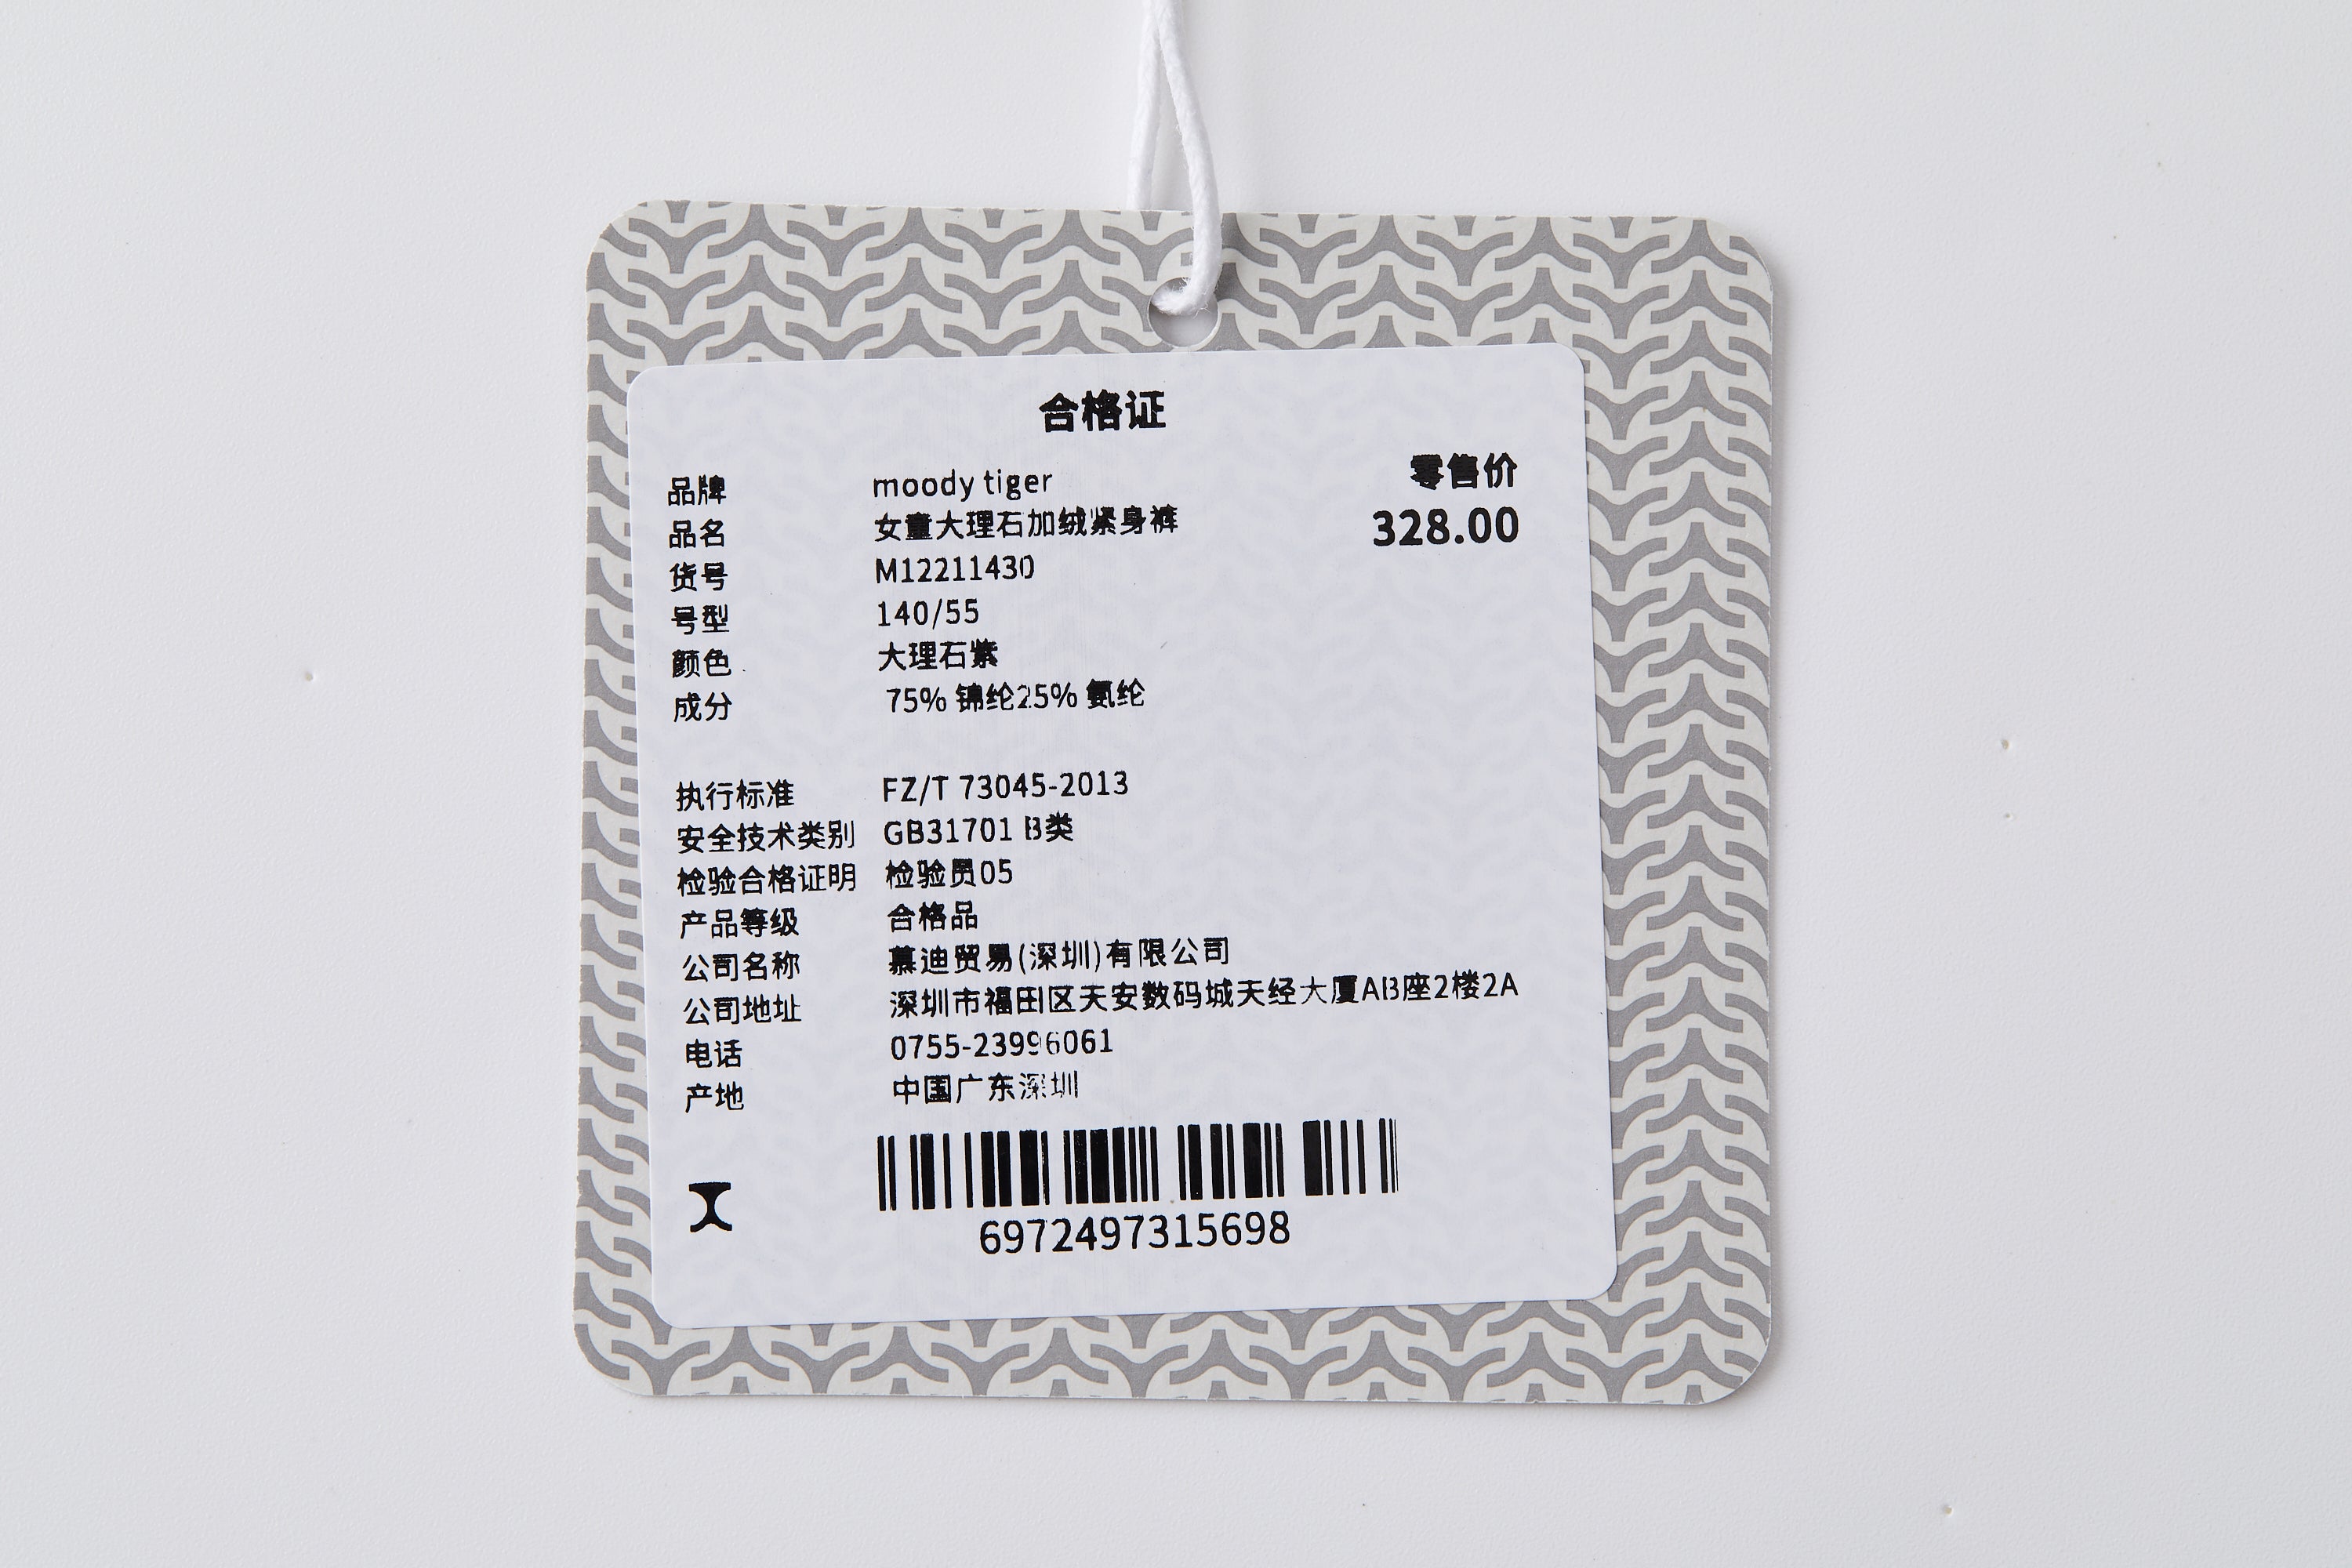 合格证
零售价
328.00
品牌 moody tiger
品名 女童大理石加绒紧身裤
货号 M12211430
号型 140/55
颜色 大理石紫
成分 75% 锦纶25% 氨纶
执行标准 FZ/T 73045-2013
安全技术类别 GB31701 B类
检验合格证明 检验员05
产品等级 合格品
公司名称 慕迪贸易(深圳)有限公司
公司地址 深圳市福田区天安数码城天经大厦AB座2楼2A
电话 0755-23996061
产地 中国广东深圳
6972497315698